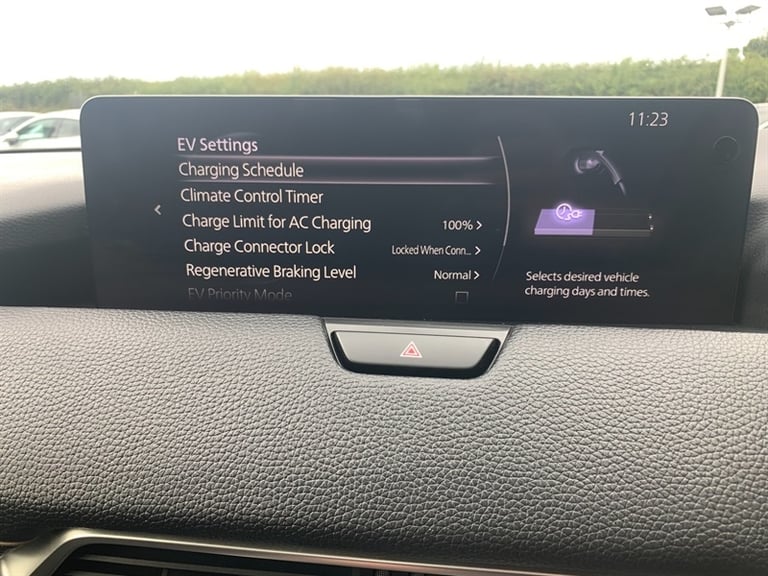 11:23
EV Settings
Charging Schedule
Climate Control Timer
Charge Limit for AC Charging 100%
Charge Connector Lock Locked When Conn...
Regenerative Braking Level Normal
EV Priority Mode
Selects desired vehicle
charging days and times.